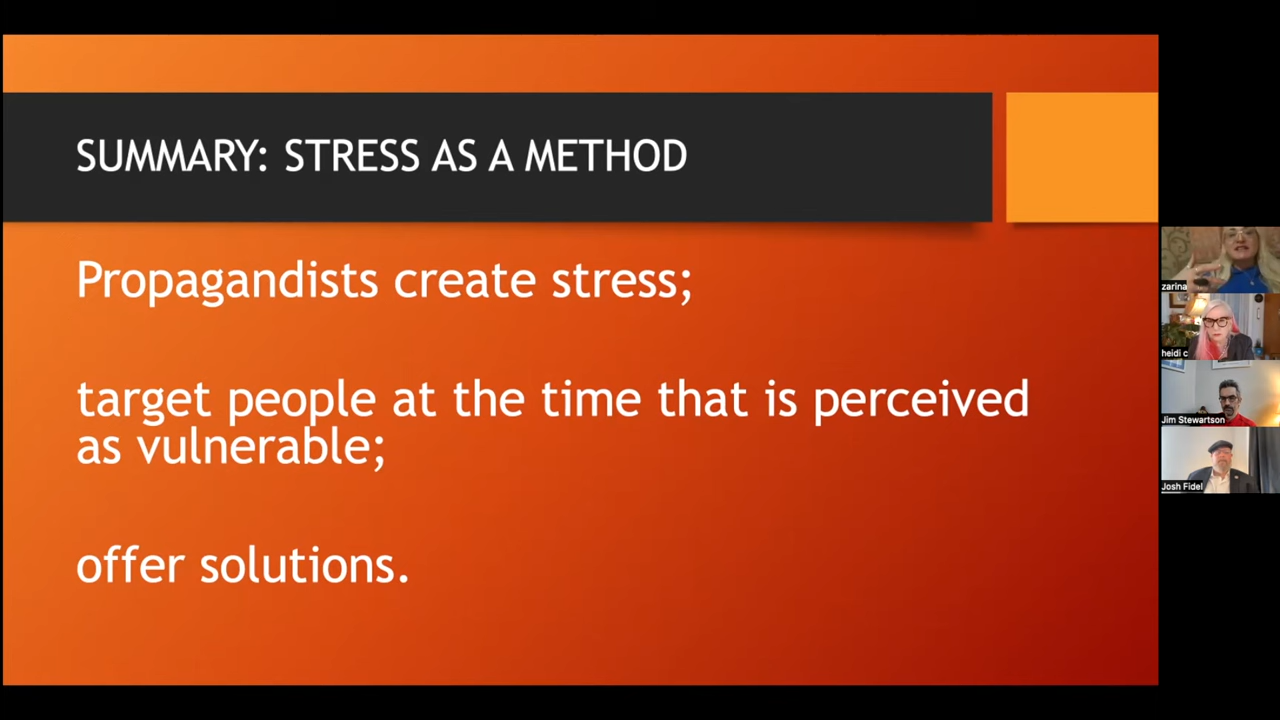 SUMMARY: STRESS AS A METHOD
Propagandists create stress;
target people at the time that is perceived
as vulnerable;
offer solutions.
zarina
heidi c
Jim Stewartson
Josh Fidel